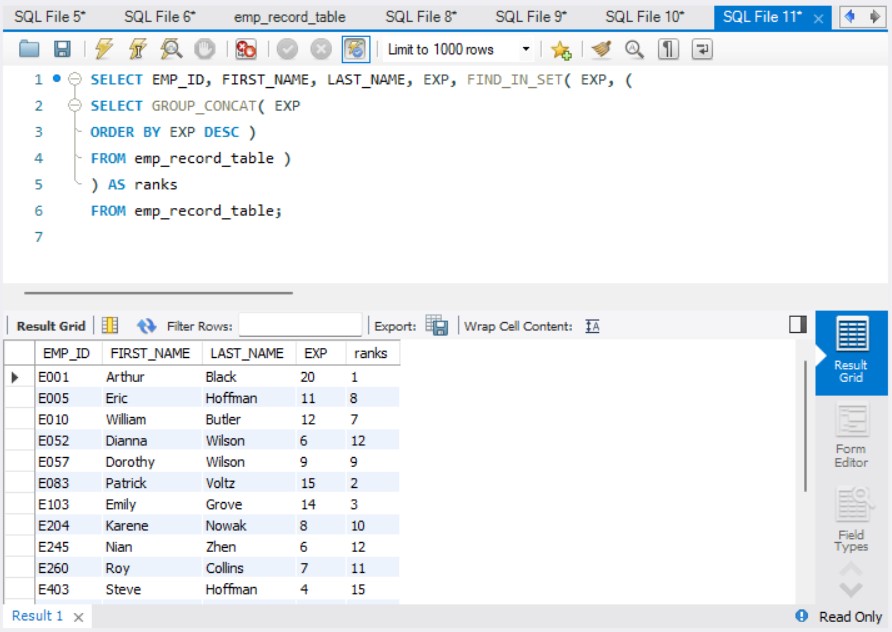 SQL File 5* SQL File 6* emp_record_table SQL File 8* SQL File 9* SQL File 10* SQL File 11*
Limit to 1000 rows
1 SELECT EMP_ID, FIRST_NAME, LAST_NAME, EXP, FIND_IN_SET( EXP, (
2 SELECT GROUP_CONCAT( EXP
3 ORDER BY EXP DESC )
4 FROM emp_record_table )
5 ) AS ranks
6 FROM emp_record_table;
7
Result Grid Filter Rows: Export: Wrap Cell Content: IA
EMP_ID FIRST_NAME LAST_NAME EXP ranks
E001 Arthur Black 20 1
E005 Eric Hoffman 11 8
E010 William Butler 12 7
E052 Dianna Wilson 6 12
E057 Dorothy Wilson 9 9
E083 Patrick Voltz 15 2
E103 Emily Grove 14 3
E204 Karene Nowak 8 10
E245 Nian Zhen 6 12
E260 Roy Collins 7 11
E403 Steve Hoffman 4 15
Result
Grid
Form
Editor
Field
Types
Result 1 Read Only